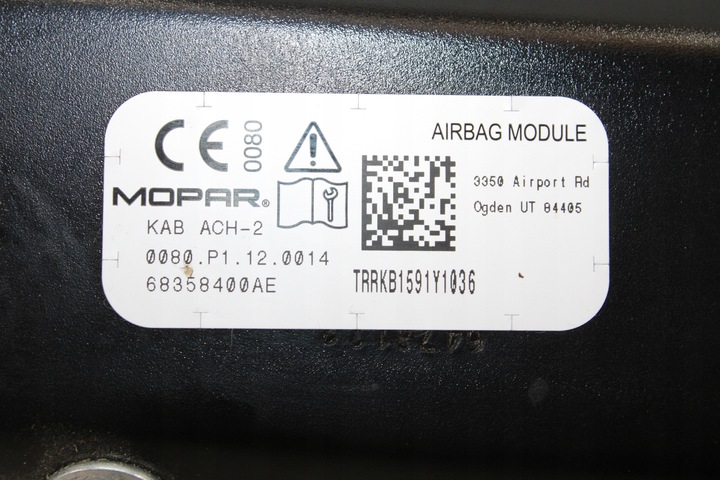 CE 0080
AIRBAG MODULE
MOPAR®
3350 Airport Rd
Ogden UT 84405
KAB ACH-2
0080.P1.12.0014
68358400AE
TRRKB1591Y1036